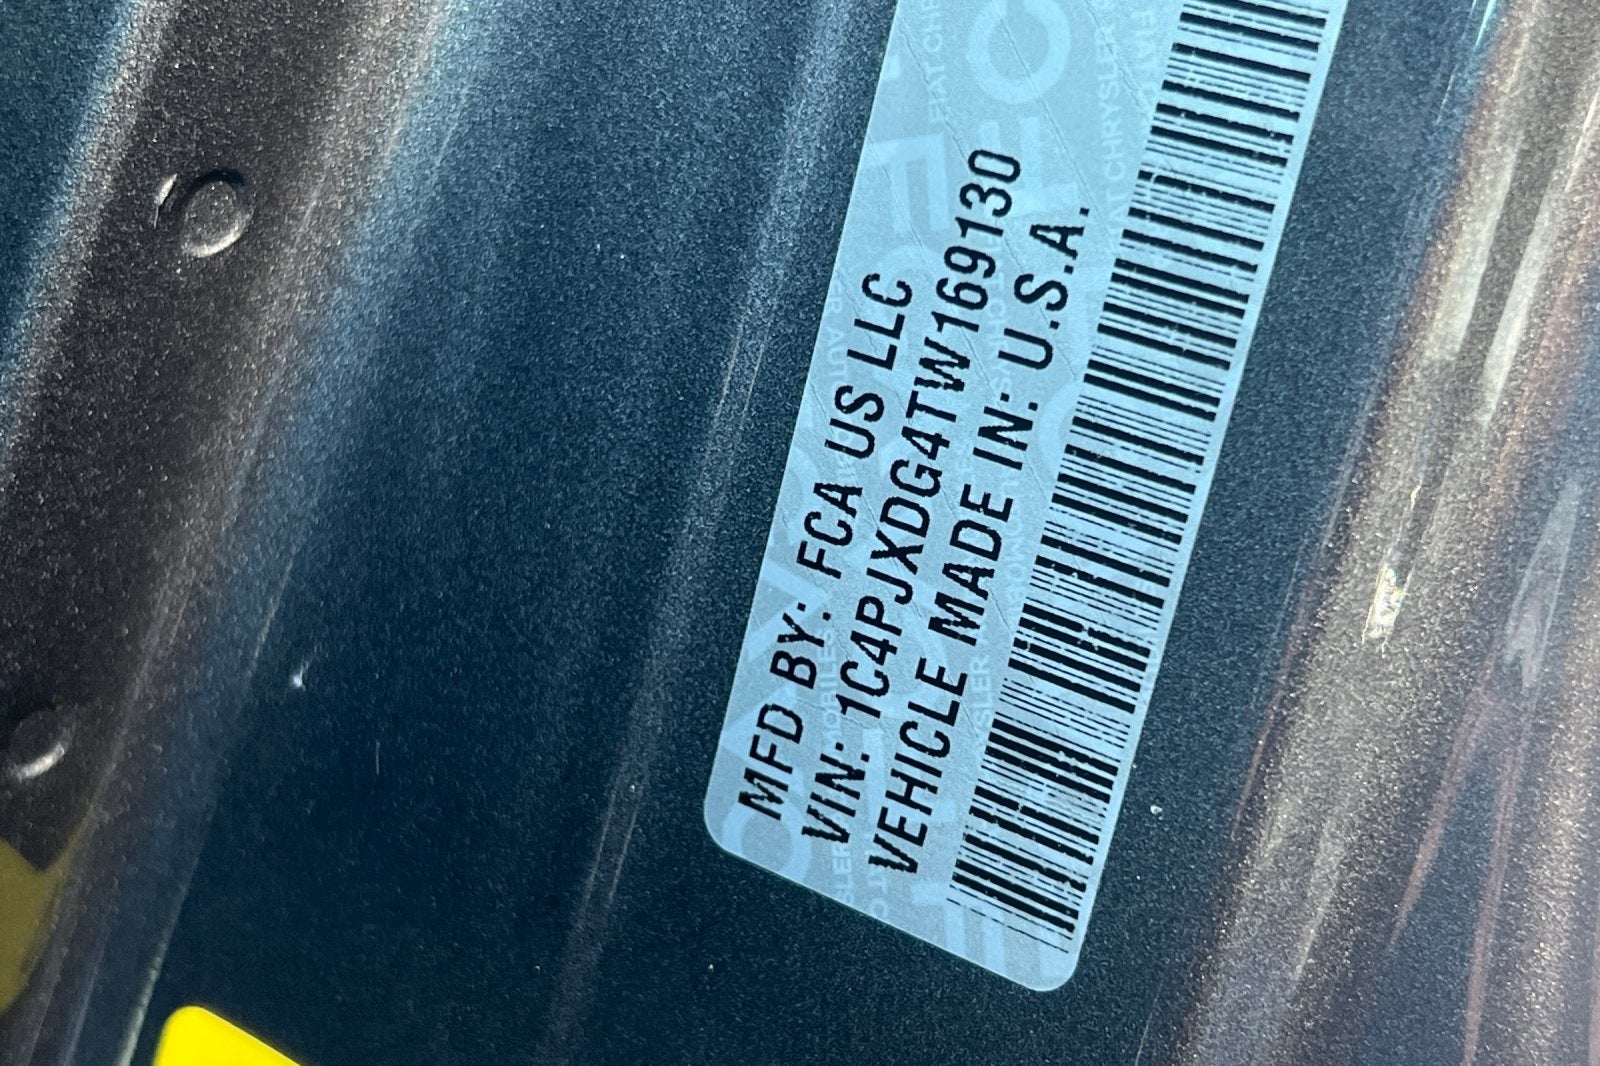 MFD BY: FCA US LLC
VIN: 1C4PJXDG4TW169130
VEHICLE MADE IN: U.S.A.